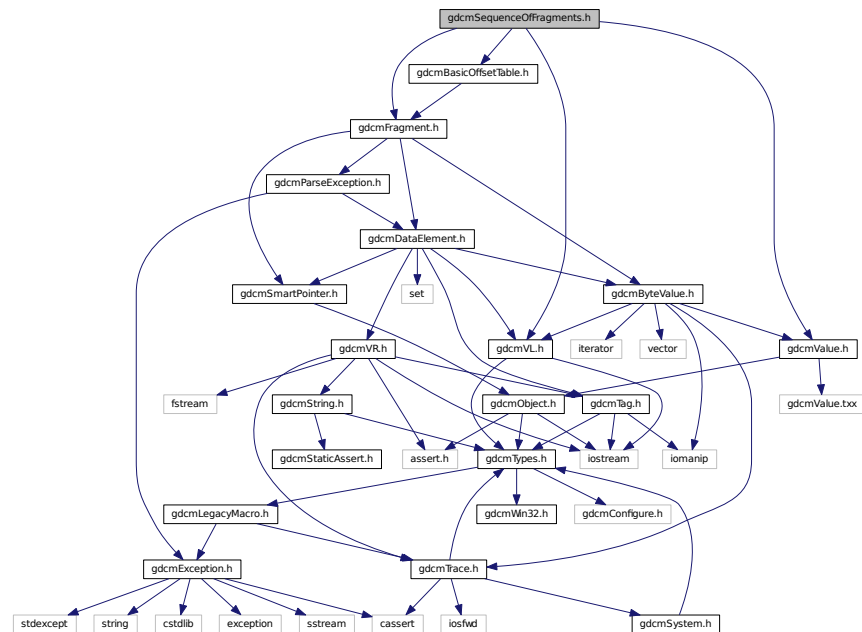 gdcmSequenceOfFragments.h
gdcmBasicOffsetTable.h
gdcmFragment.h
gdcmParseException.h
gdcmDataElement.h
gdcmSmartPointer.h
set
gdcmByteValue.h
gdcmVR.h
gdcmVL.h
iterator
vector
gdcmValue.h
fstream
gdcmString.h
gdcmObject.h
gdcmTag.h
gdcmValue.txx
gdcmStaticAssert.h
assert.h
gdcmTypes.h
iostream
iomanip
gdcmLegacyMacro.h
gdcmWin32.h
gdcmConfigure.h
gdcmException.h
gdcmTrace.h
stdexcept
string
cstdlib
exception
sstream
cassert
iosfwd
gdcmSystem.h